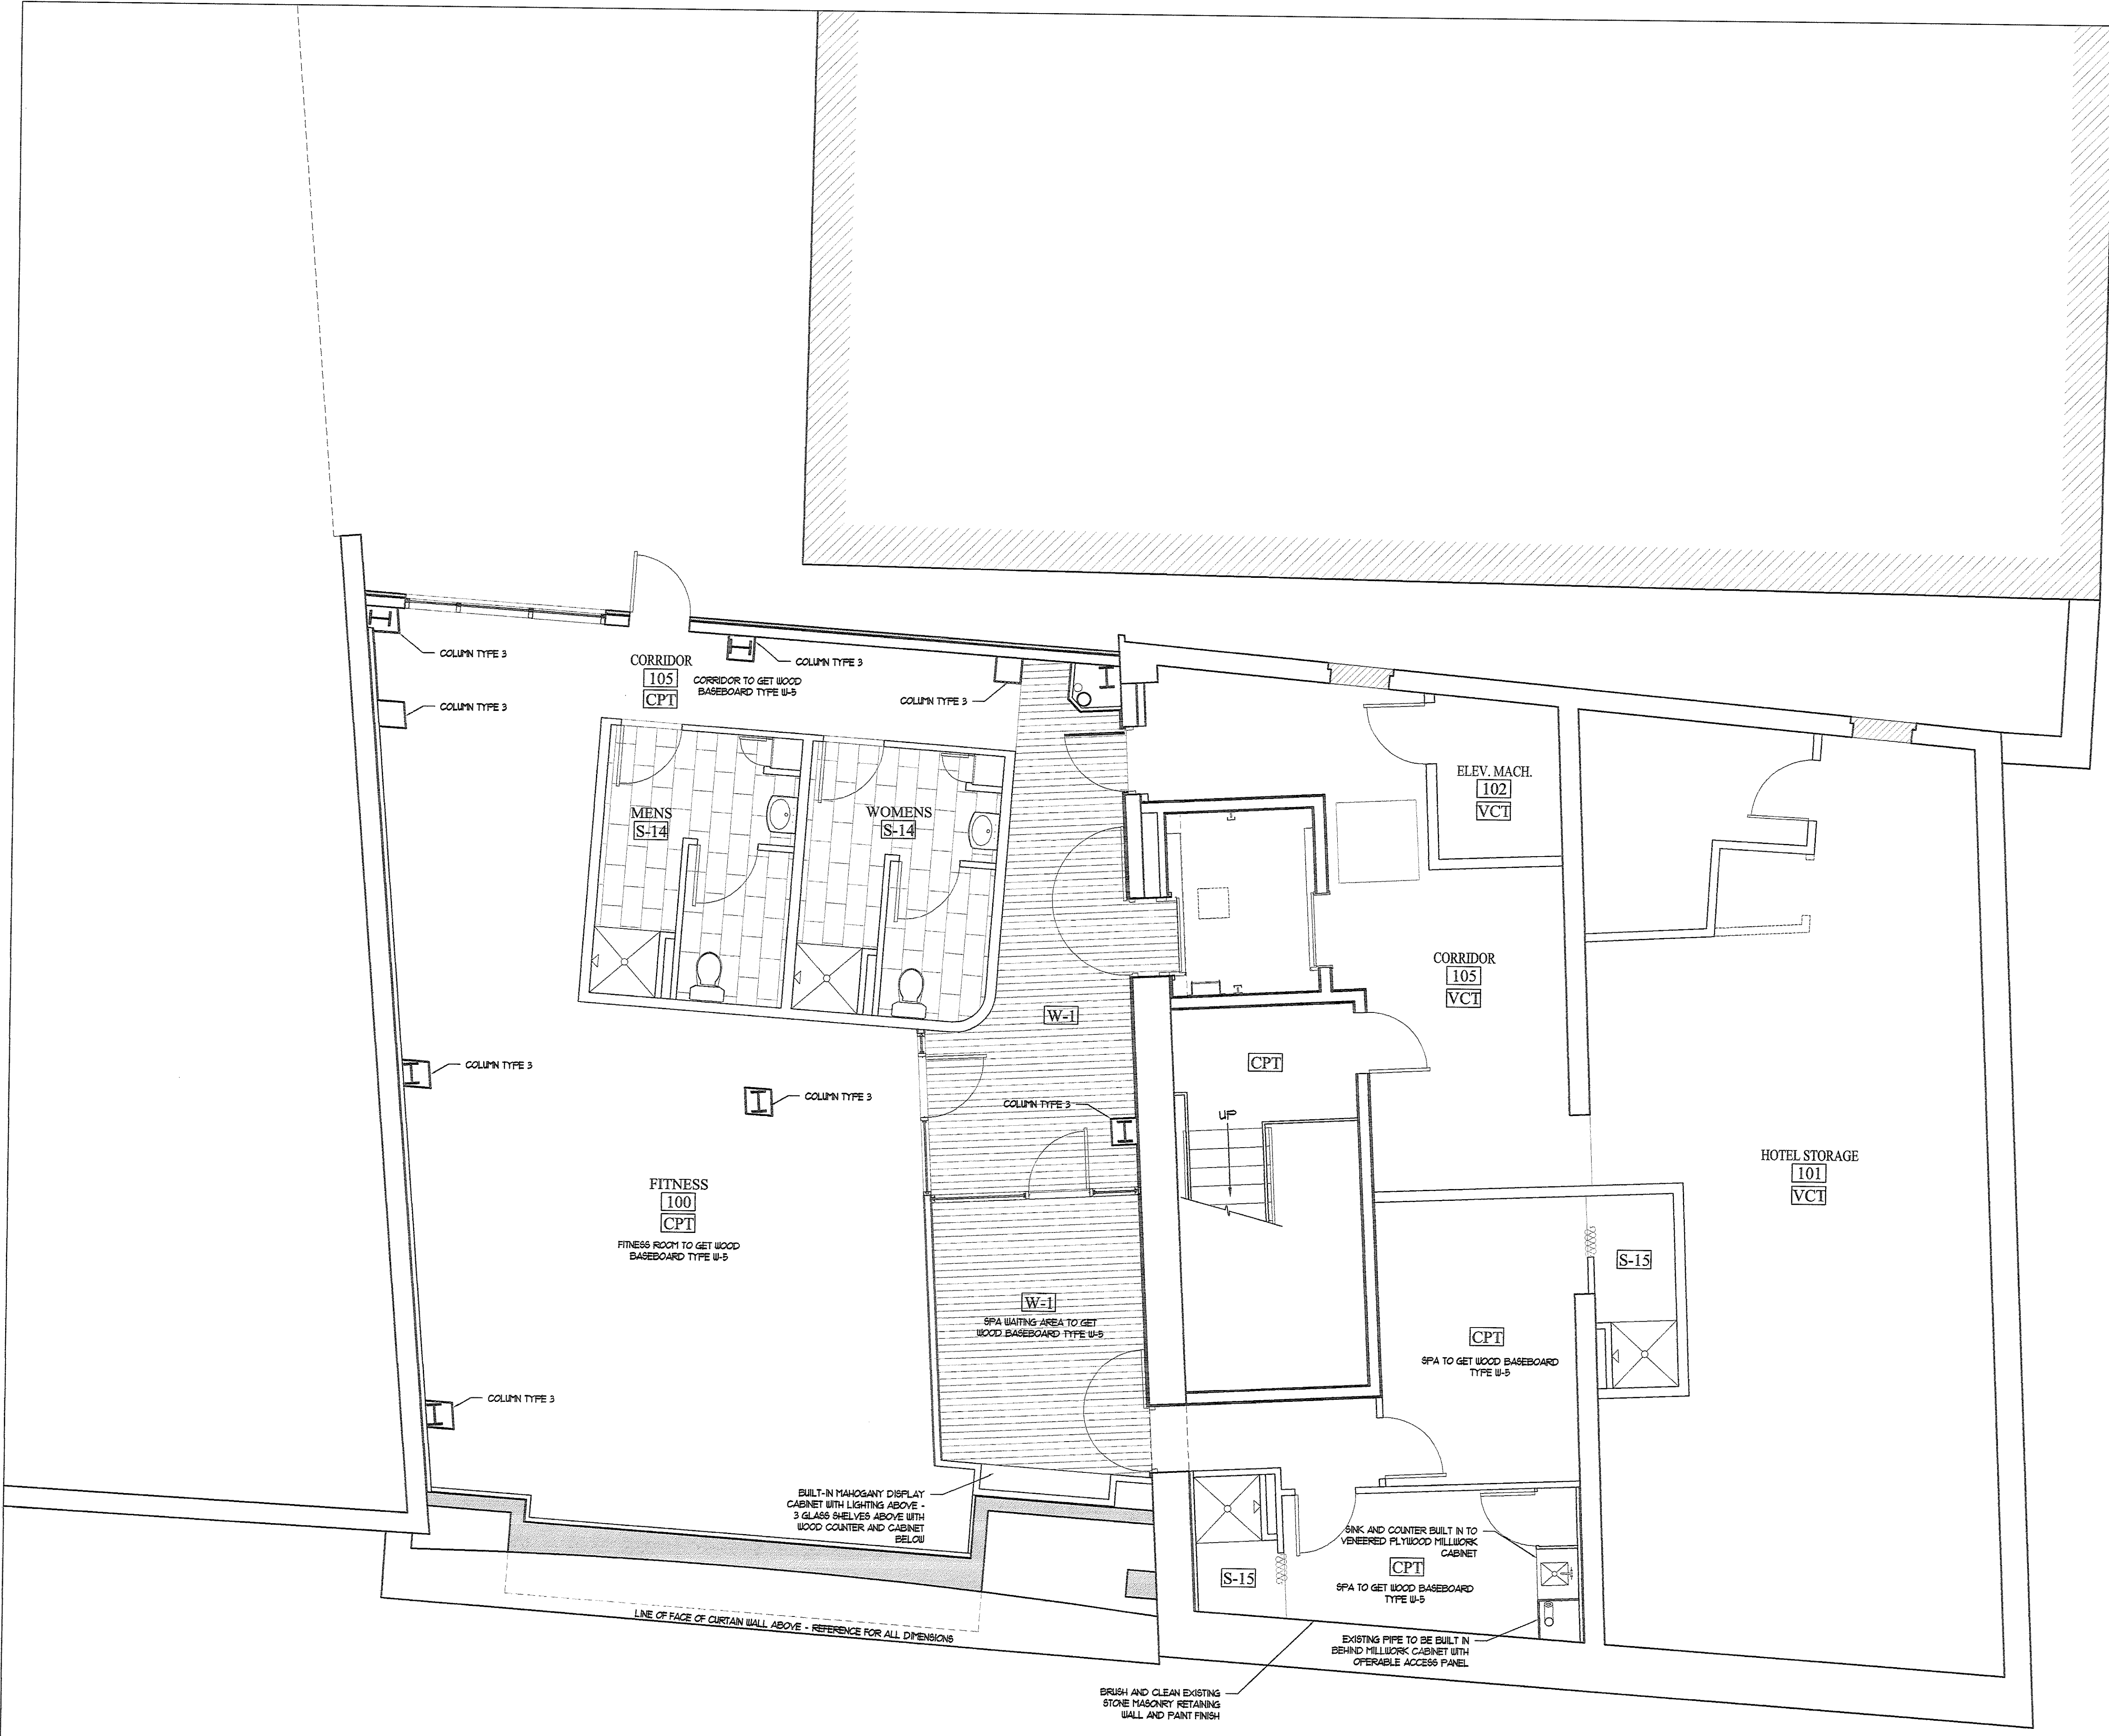 COLUMN TYPE 3
CORRIDOR
105
CPT
CORRIDOR TO GET WOOD
BASEBOARD TYPE W-5
COLUMN TYPE 3
COLUMN TYPE 3
COLUMN TYPE 3
MENS
S-14
WOMENS
S-14
ELEV. MACH.
102
VCT
CORRIDOR
105
VCT
W-1
COLUMN TYPE 3
COLUMN TYPE 3
COLUMN TYPE 3
CPT
UP
HOTEL STORAGE
101
VCT
FITNESS
100
CPT
FITNESS ROOM TO GET WOOD
BASEBOARD TYPE W-5
W-1
SPA WAITING AREA TO GET
WOOD BASEBOARD TYPE W-5
S-15
CPT
SPA TO GET WOOD BASEBOARD
TYPE W-5
COLUMN TYPE 3
BUILT-IN MAHOGANY DISPLAY
CABINET WITH LIGHTING ABOVE -
3 GLASS SHELVES ABOVE WITH
WOOD COUNTER AND CABINET
BELOW
SINK AND COUNTER BUILT IN TO
VENEERED PLYWOOD MILLWORK
CABINET
S-15
CPT
SPA TO GET WOOD BASEBOARD
TYPE W-5
LINE OF FACE OF CURTAIN WALL ABOVE - REFERENCE FOR ALL DIMENSIONS
EXISTING PIPE TO BE BUILT IN
BEHIND MILLWORK CABINET WITH
OPERABLE ACCESS PANEL
BRUSH AND CLEAN EXISTING
STONE MASONRY RETAINING
WALL AND PAINT FINISH